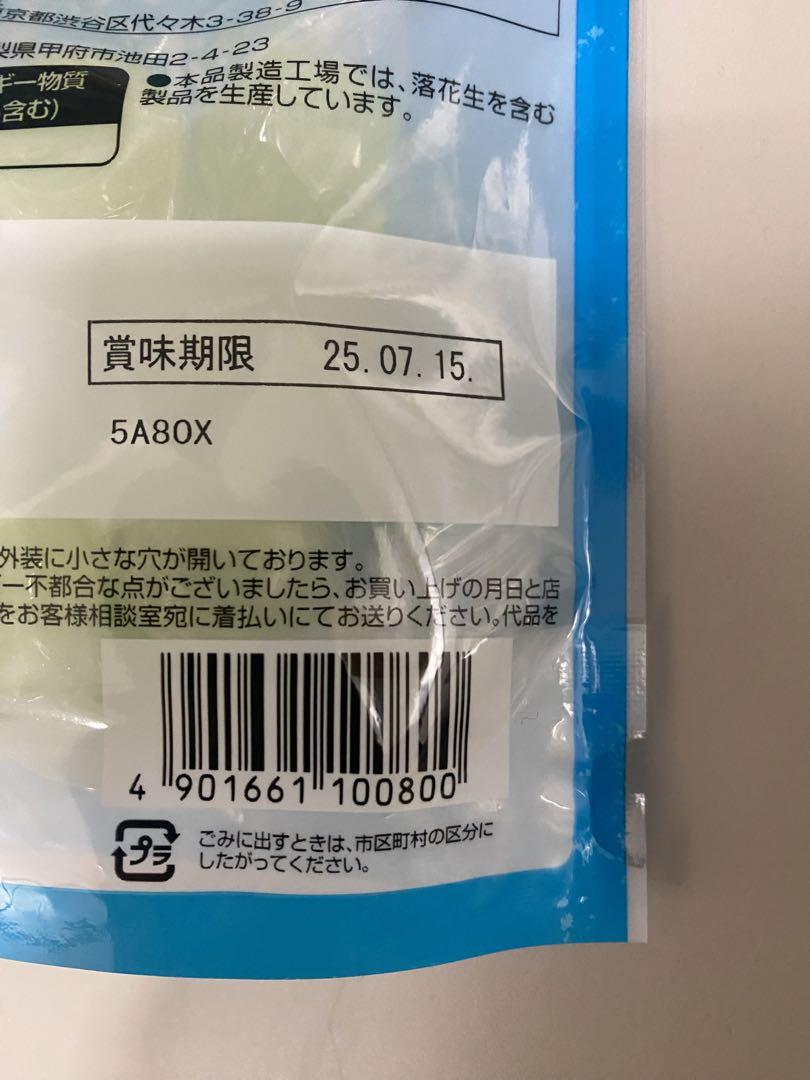 東京都渋谷区代々木3-38-9
梨県甲府市池田2-4-23
ギー物質
含む)
●本品製造工場では、落花生を含む
製品を生産しています。
賞味期限 25.07.15.
5A80X
外装に小さな穴が開いております。
一不都合な点がございましたら、お買い上げの月日と店
をお客様相談室宛に着払いにてお送りください。代品を
4 901661 100800
プラ
ごみに出すときは、市区町村の区分に
したがってください。